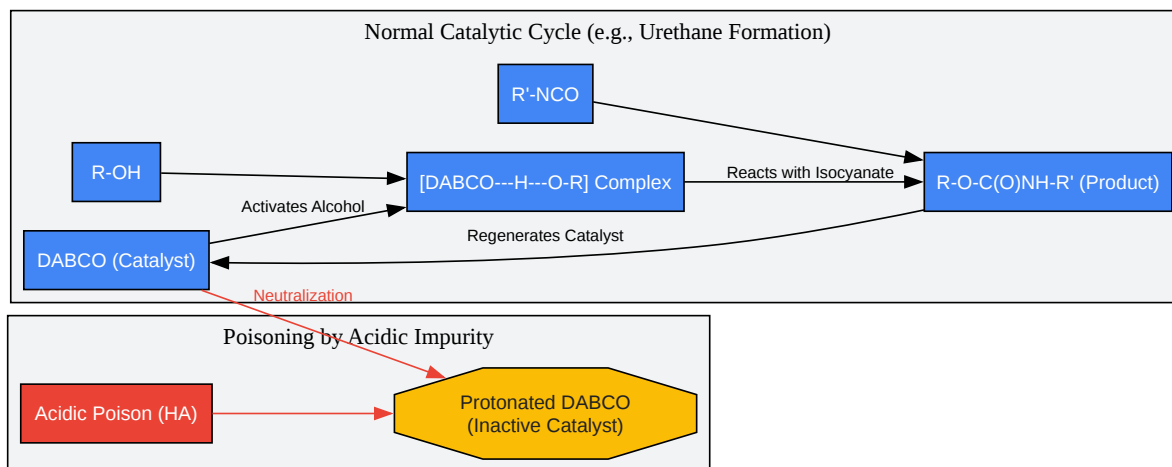 Normal Catalytic Cycle (e.g., Urethane Formation)
R'-NCO
R-OH
[DABCO---H---O-R] Complex
Reacts with Isocyanate
R-O-C(O)NH-R' (Product)
Activates Alcohol
Regenerates Catalyst
DABCO (Catalyst)
Neutralization
Poisoning by Acidic Impurity
Acidic Poison (HA)
Protonated DABCO
(Inactive Catalyst)